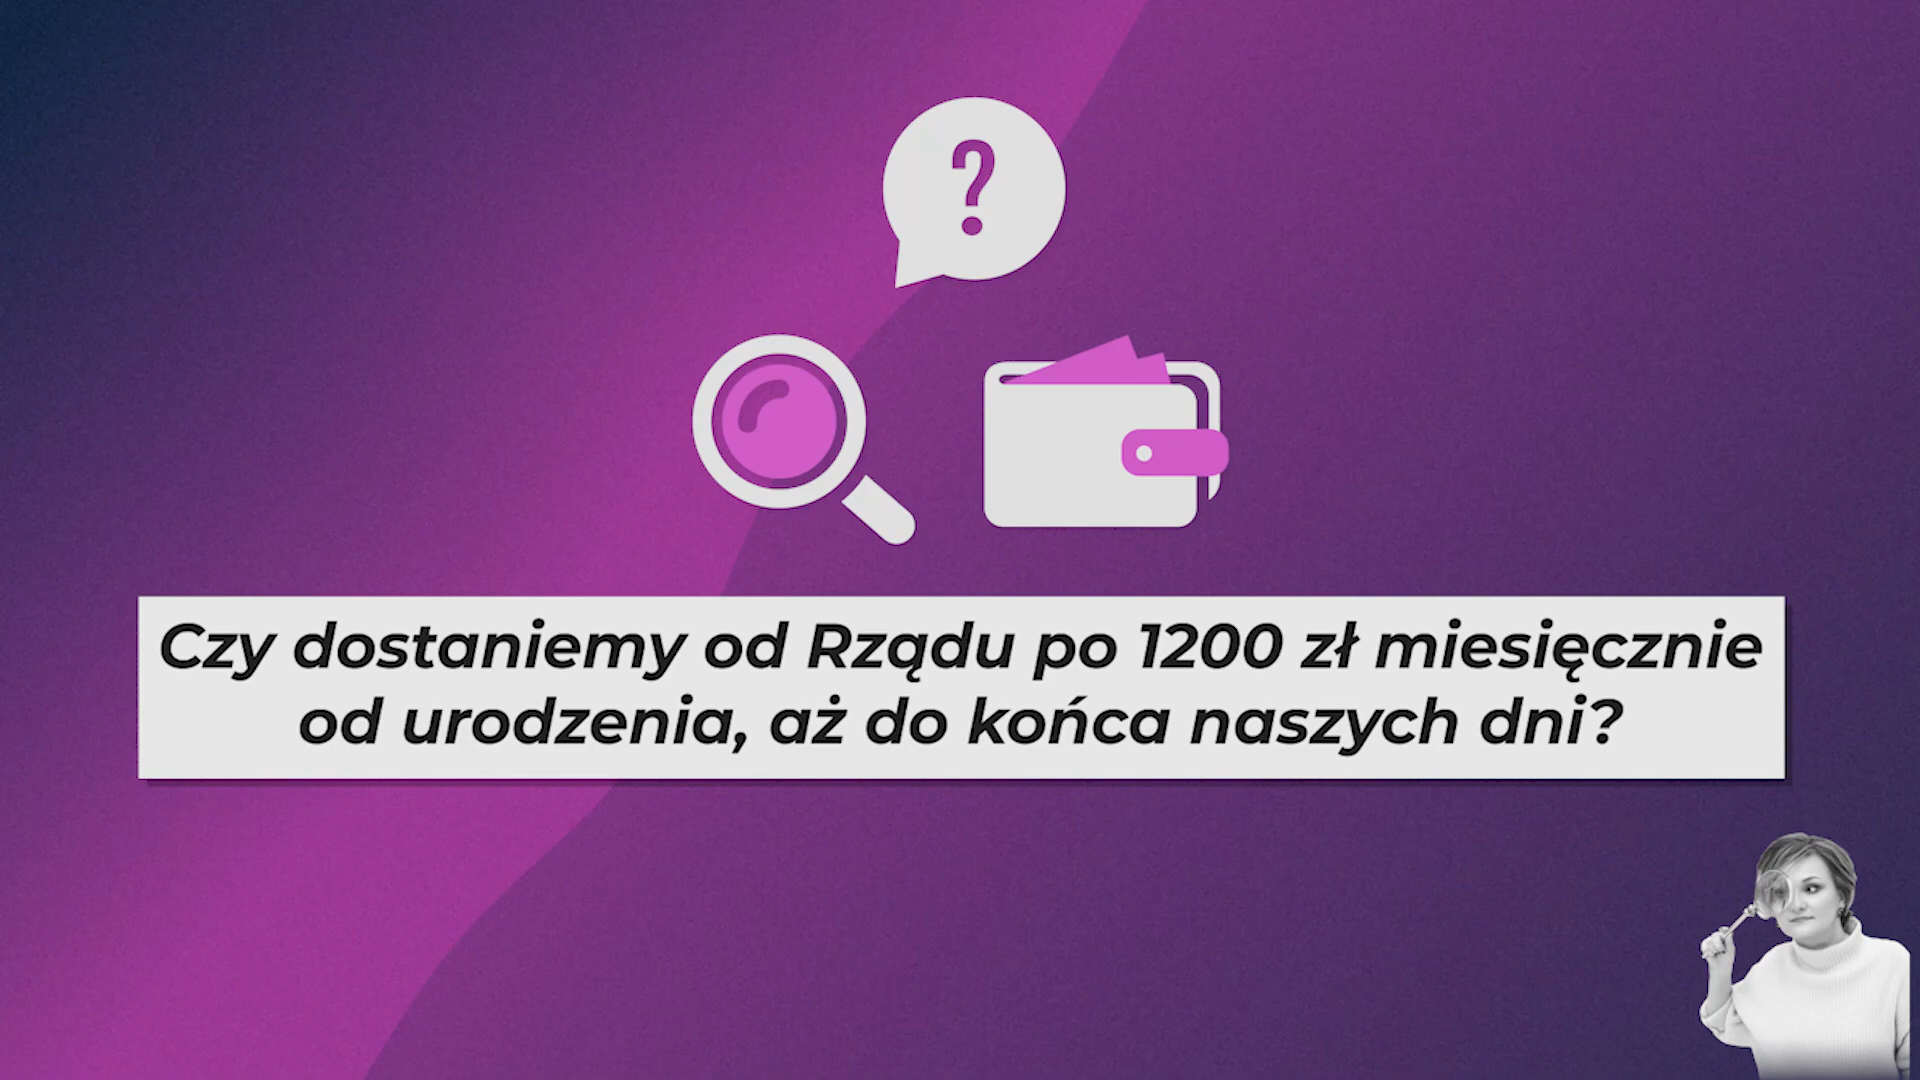 ?
Czy dostaniemy od Rządu po 1200 zł miesięcznie
od urodzenia, aż do końca naszych dni?